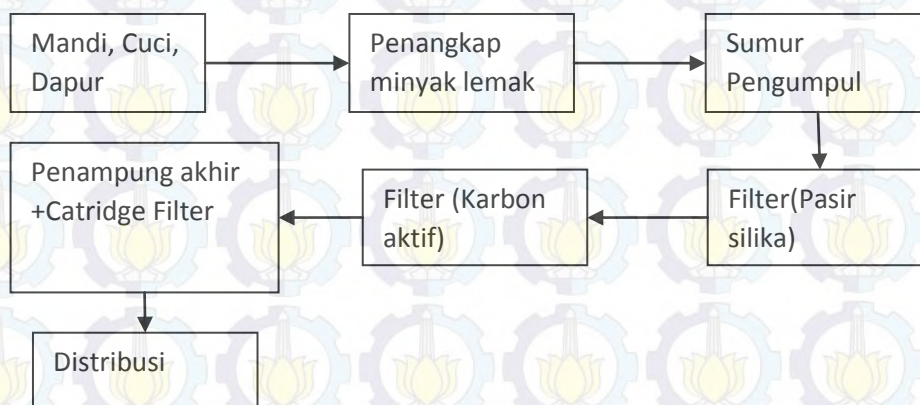 Mandi, Cuci,
Dapur
Penangkap
minyak lemak
Sumur
Pengumpul
Filter(Pasir
silika)
Filter (Karbon
aktif)
Penampung akhir
+Catridge Filter
Distribusi